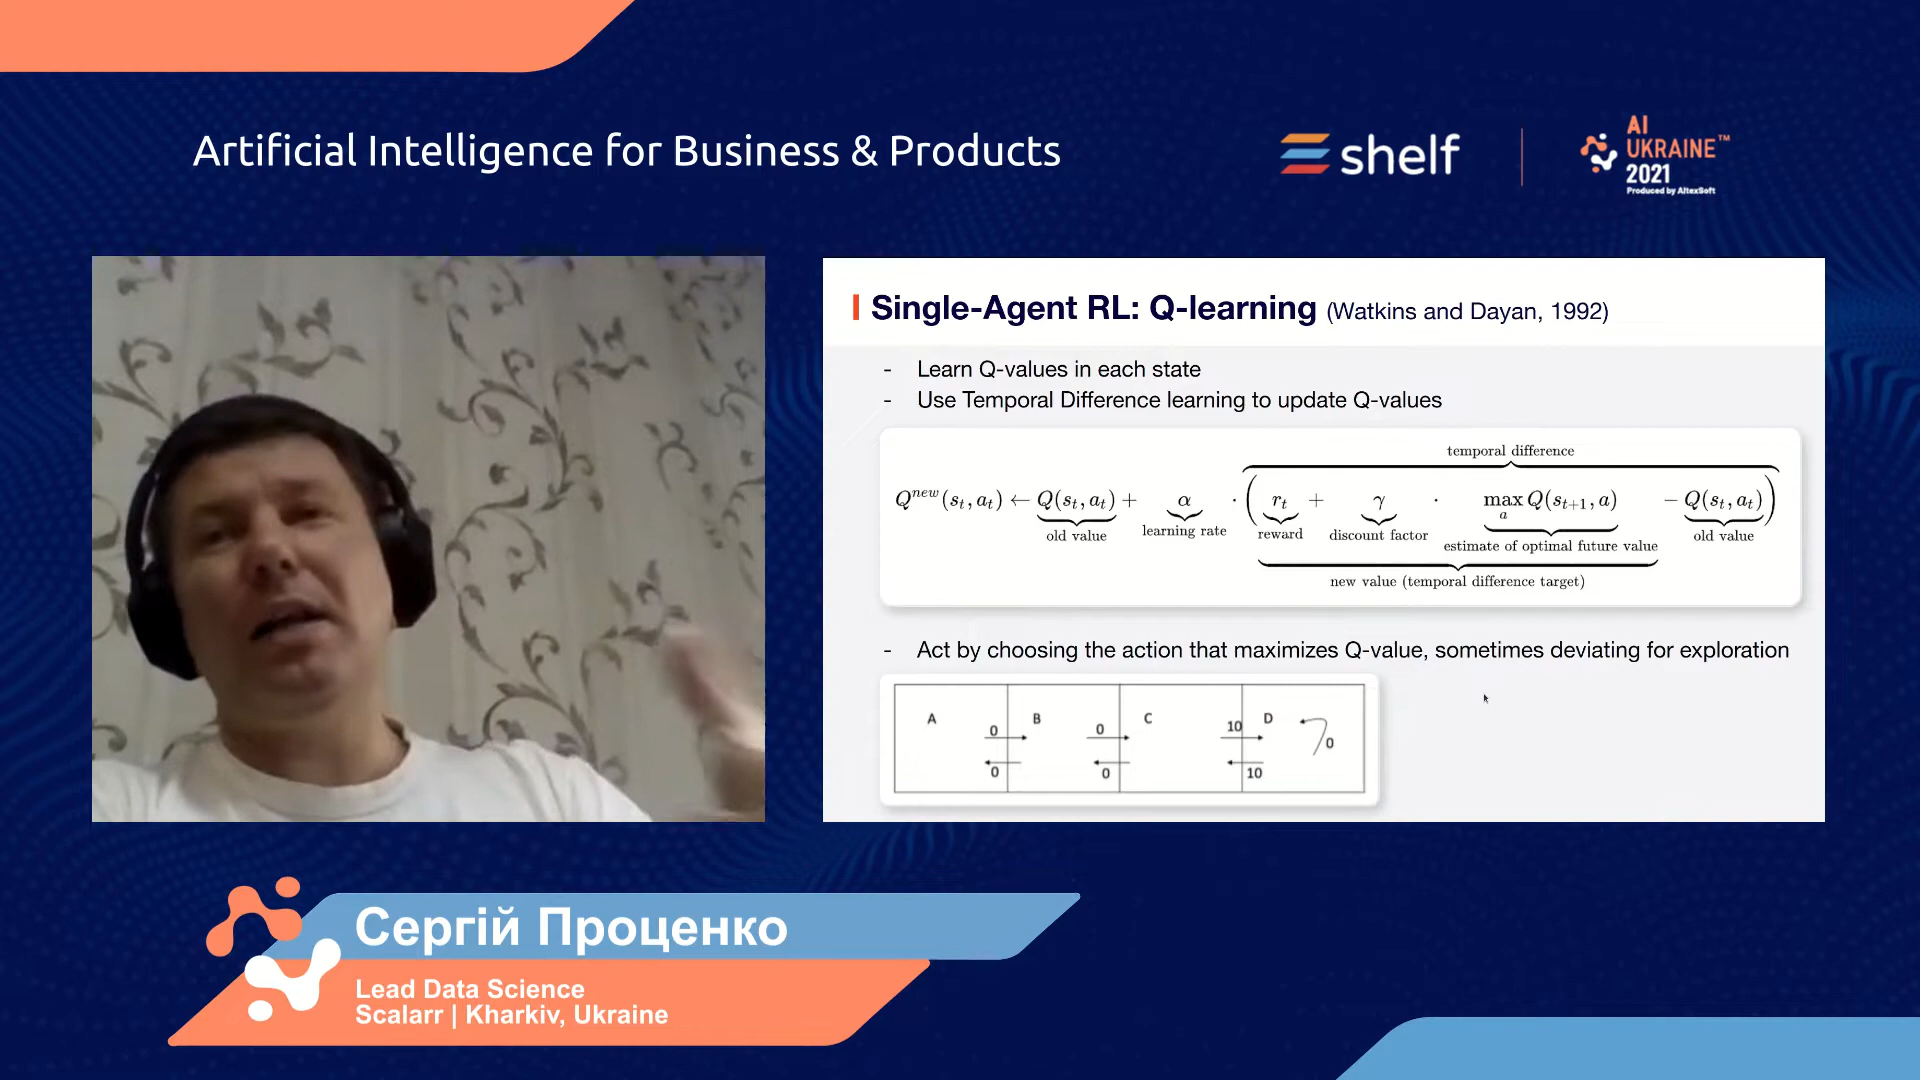 Artificial Intelligence for Business & Products
shelf
AI
UKRAINE™
2021
Produced by AltexSoft
Single-Agent RL: Q-learning (Watkins and Dayan, 1992)
- Learn Q-values in each state
- Use Temporal Difference learning to update Q-values
temporal difference
Q^{new}(s_t, a_t) ← Q(s_t, a_t) + α · ( r_t + γ · max_a Q(s_{t+1}, a) − Q(s_t, a_t) )
old value learning rate reward discount factor estimate of optimal future value old value
new value (temporal difference target)
- Act by choosing the action that maximizes Q-value, sometimes deviating for exploration
A B C D
0 0 10 0
0 0 10
Сергій Проценко
Lead Data Science
Scalarr | Kharkiv, Ukraine